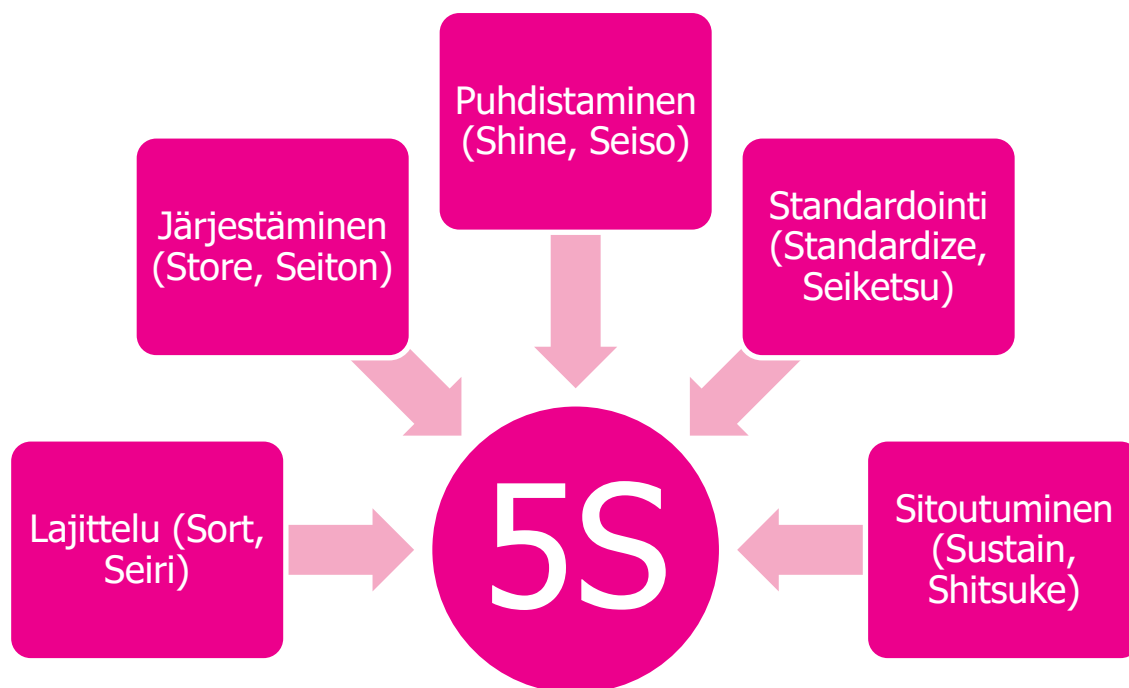 Puhdistaminen
(Shine, Seiso)
Järjestäminen
(Store, Seiton)
Standardointi
(Standardize,
Seiketsu)
Lajittelu (Sort,
Seiri)
5S
Sitoutuminen
(Sustain,
Shitsuke)